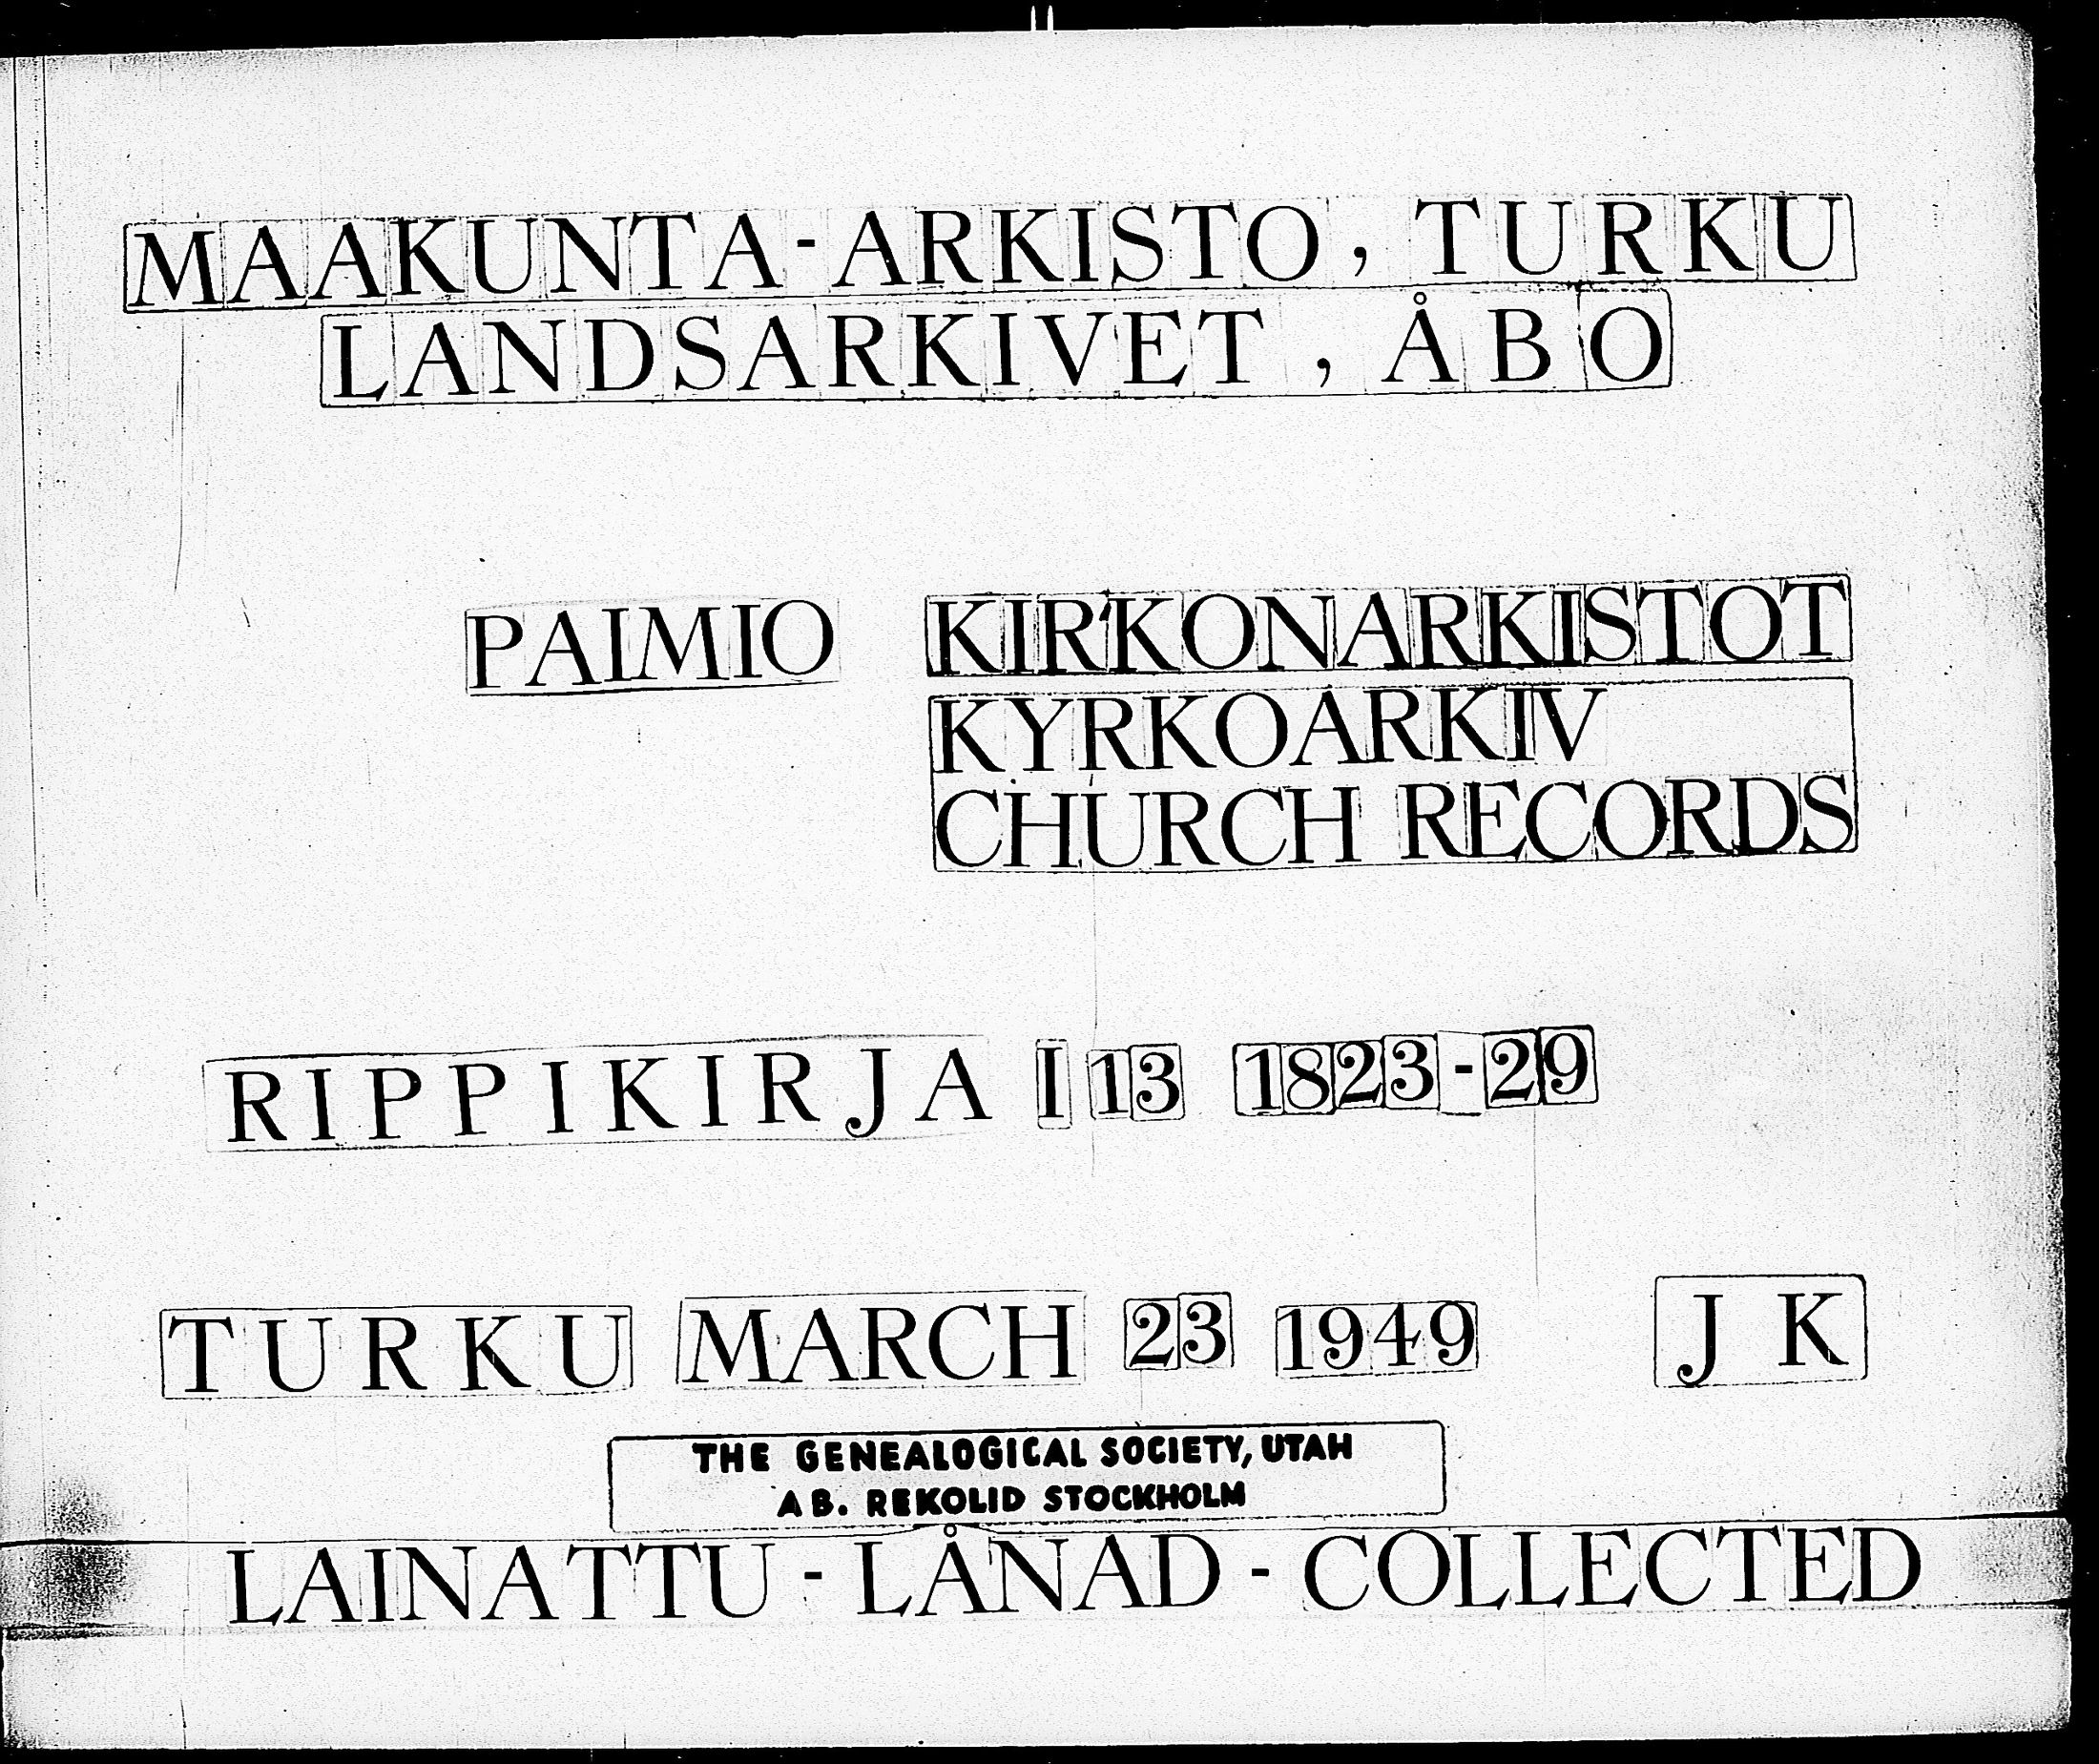 MAAKUNTA-ARKISTO, TURKU
LANDSARKIVET, ÅBO
PAIMIO KIRKONARKISTOT
KYRKOARKIV
CHURCH RECORDS
RIPPIKIRJA I 13 1823-29
TURKU MARCH 23 1949 J K
THE GENEALOGICAL SOCIETY, UTAH
AB. REKOLID STOCKHOLM
LAINATTU - LÅNAD - COLLECTED